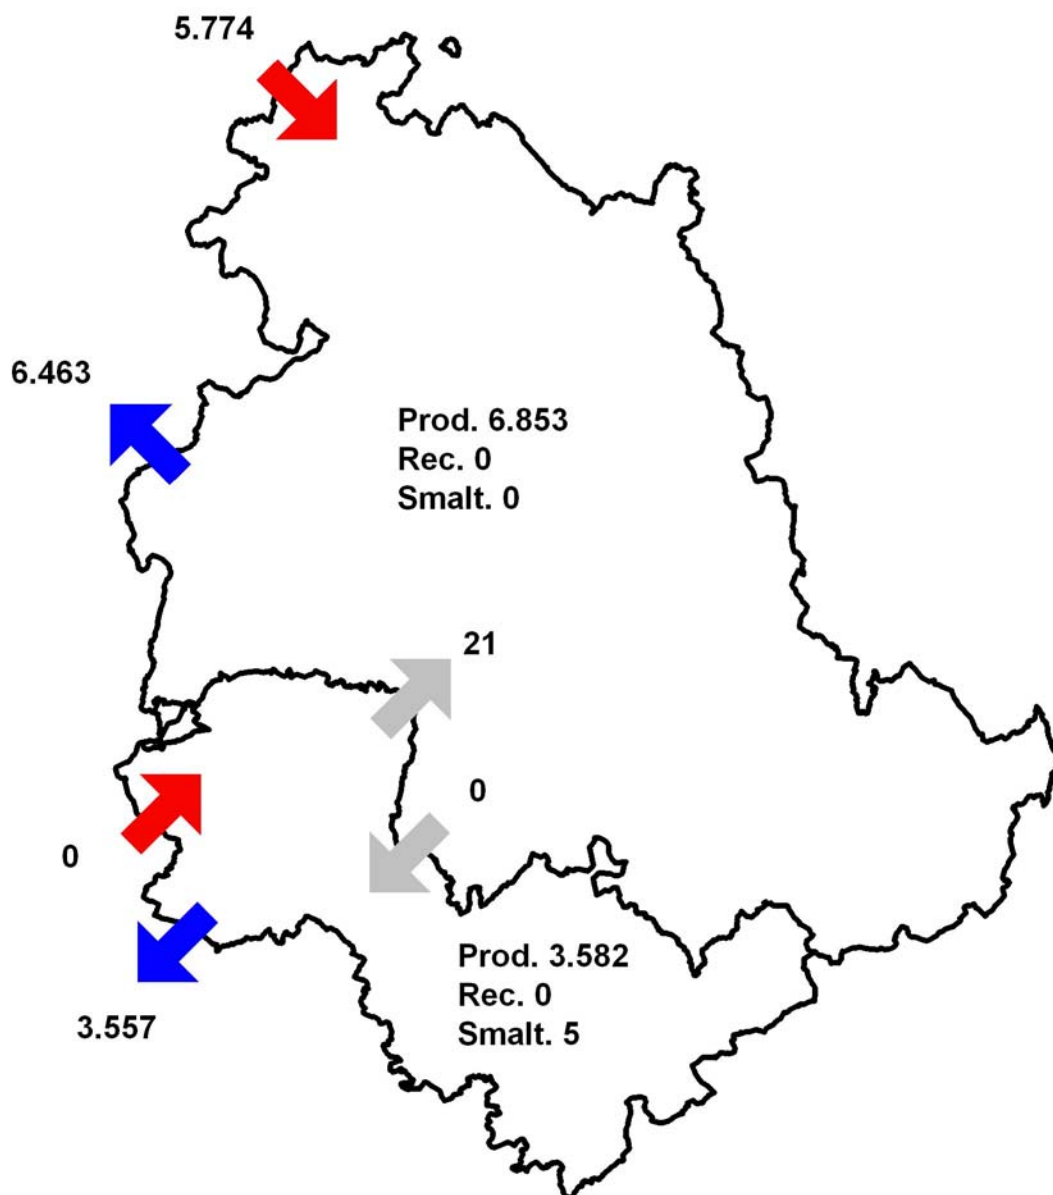 5.774
6.463
Prod. 6.853
Rec. 0
Smalt. 0
21
0
0
Prod. 3.582
Rec. 0
Smalt. 5
3.557